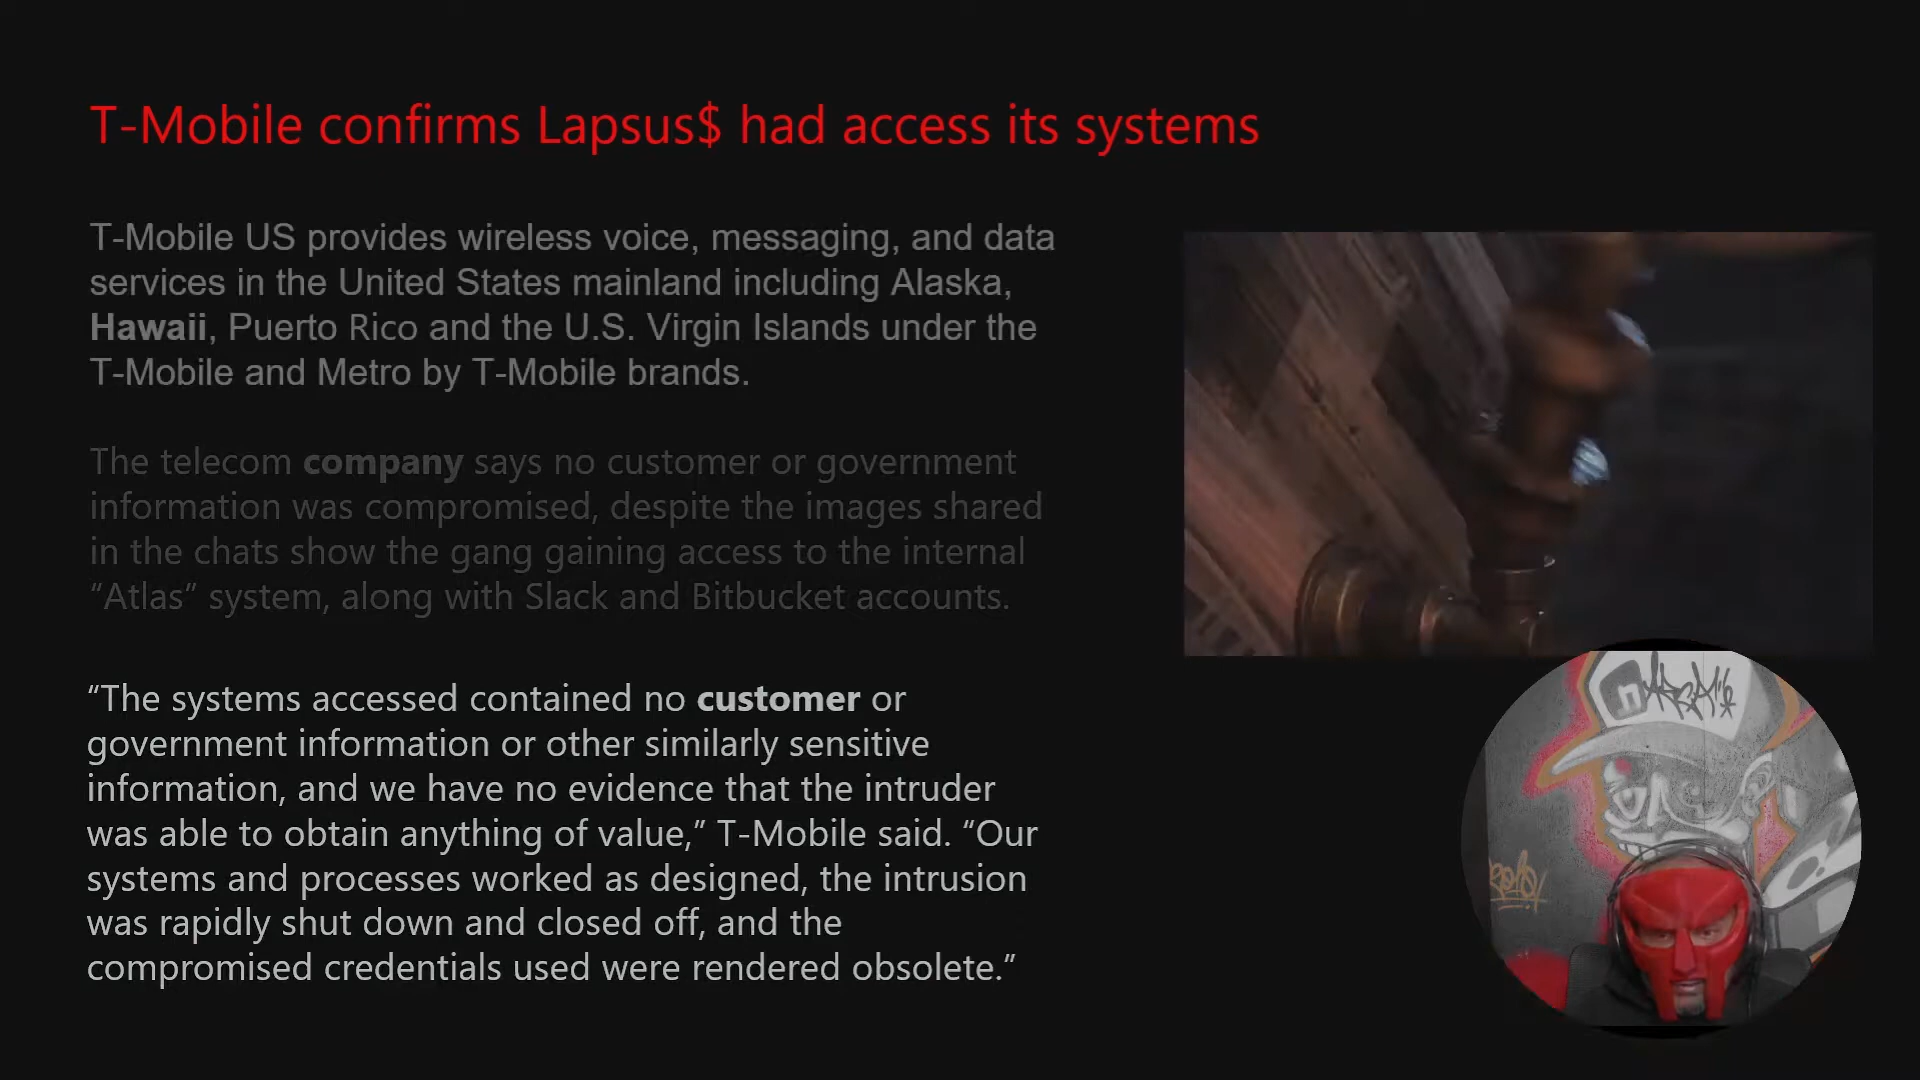 T-Mobile confirms Lapsus$ had access its systems
T-Mobile US provides wireless voice, messaging, and data
services in the United States mainland including Alaska,
Hawaii, Puerto Rico and the U.S. Virgin Islands under the
T-Mobile and Metro by T-Mobile brands.
The telecom company says no customer or government
information was compromised, despite the images shared
in the chats show the gang gaining access to the internal
“Atlas” system, along with Slack and Bitbucket accounts.
“The systems accessed contained no customer or
government information or other similarly sensitive
information, and we have no evidence that the intruder
was able to obtain anything of value,” T-Mobile said. “Our
systems and processes worked as designed, the intrusion
was rapidly shut down and closed off, and the
compromised credentials used were rendered obsolete.”